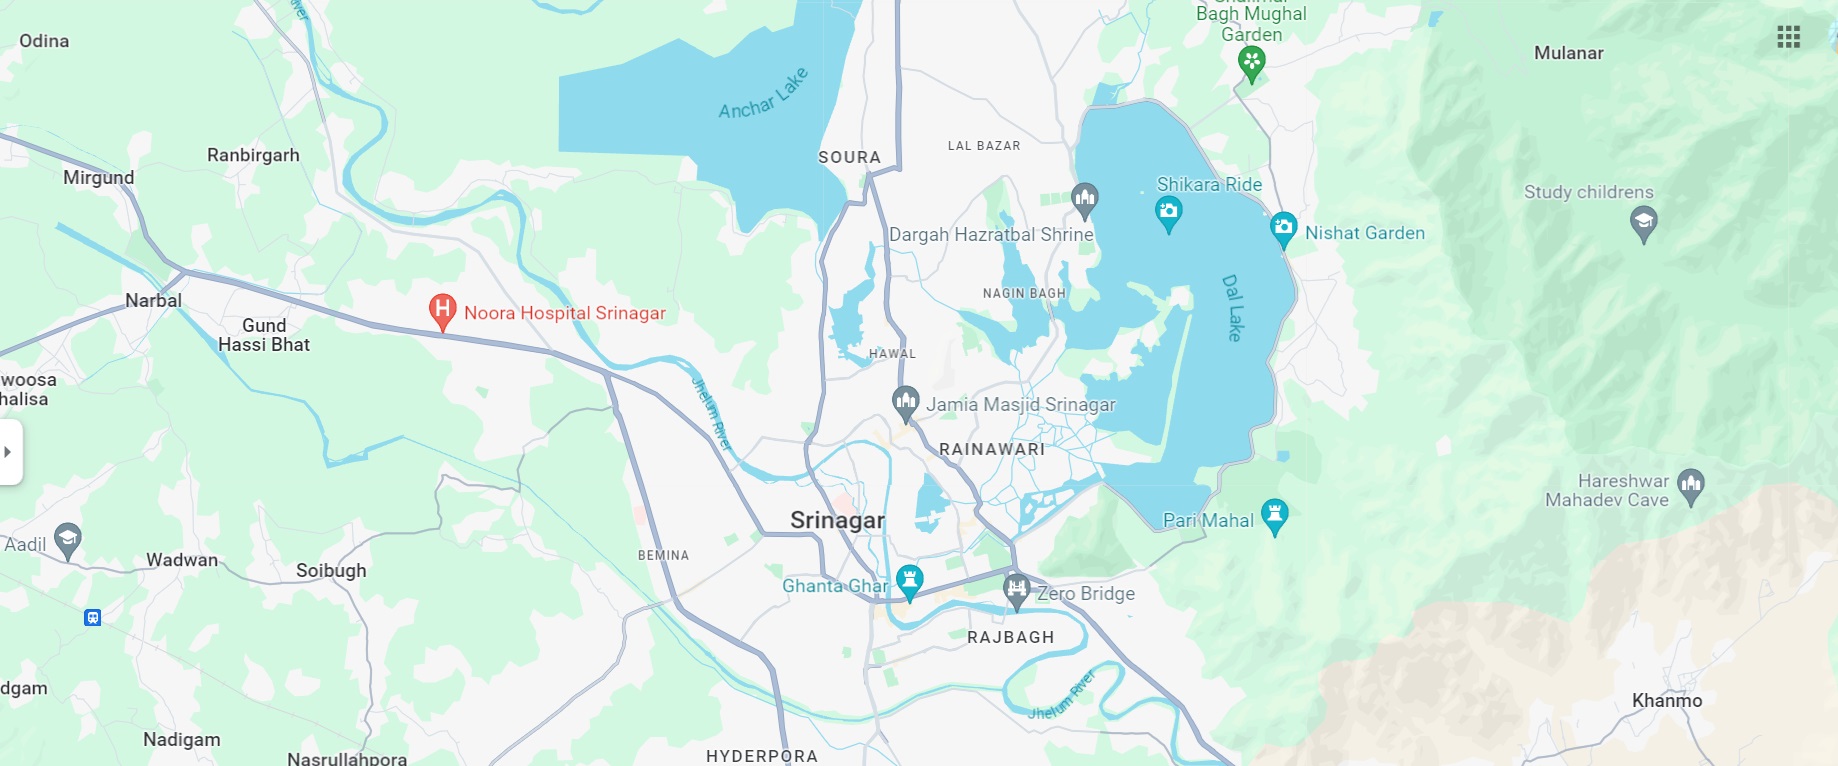 River
Shalimar
Bagh Mughal
Garden
Odina
Mulanar
Anchar Lake
LAL BAZAR
Ranbirgarh
SOURA
Mirgund
Shikara Ride
Study childrens
Dargah Hazratbal Shrine
Nishat Garden
NAGIN BAGH
Narbal
Dal Lake
H
Noora Hospital Srinagar
Gund
Hassi Bhat
HAWAL
woosa
halisa
Jhelum River
Jamia Masjid Srinagar
RAINAWARI
Hareshwar
Mahadev Cave
Srinagar
Pari Mahal
Aadil
Wadwan
BEMINA
Soibugh
Ghanta Ghar
Zero Bridge
RAJBAGH
dgam
Jhelum River
Khanmo
Nadigam
HYDERPORA
Nasrullahpora